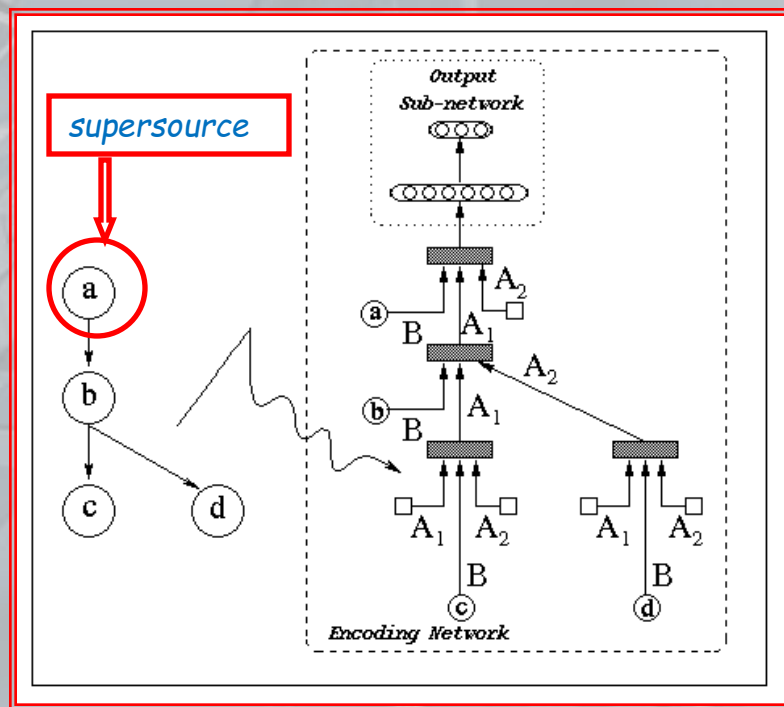 Output
Sub-network
supersource
a
A₂
a
B
A₁
A₂
b
b
A₁
B
c
d
A₁
A₂
A₁
A₂
B
B
c
d
Encoding Network